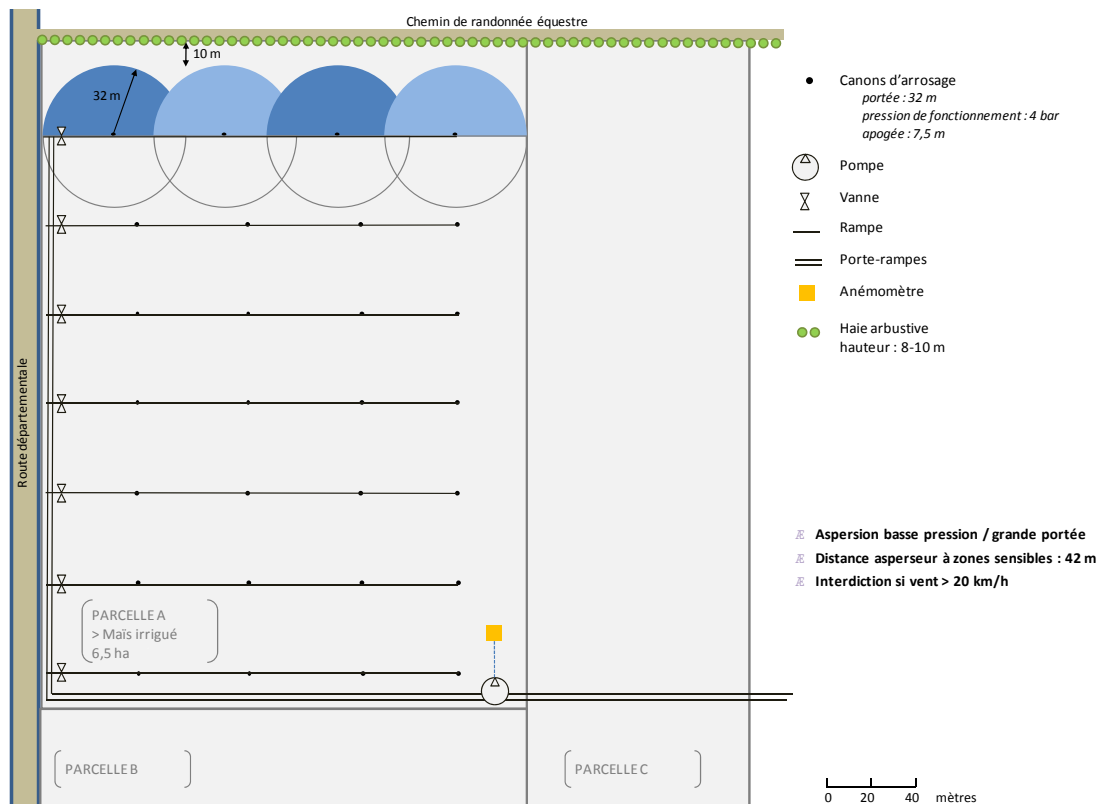 Chemin de randonnée équestre
10 m
32 m
Route départementale
Canons d'arrosage
portée : 32 m
pression de fonctionnement : 4 bar
apogée : 7,5 m
Pompe
Vanne
Rampe
Porte-rampes
Anémomètre
Haie arbustive
hauteur : 8-10 m
Æ Aspersion basse pression / grande portée
Æ Distance asperseur à zones sensibles : 42 m
Æ Interdiction si vent > 20 km/h
PARCELLE A
> Maïs irrigué
6,5 ha
PARCELLE B
PARCELLE C
0 20 40 mètres